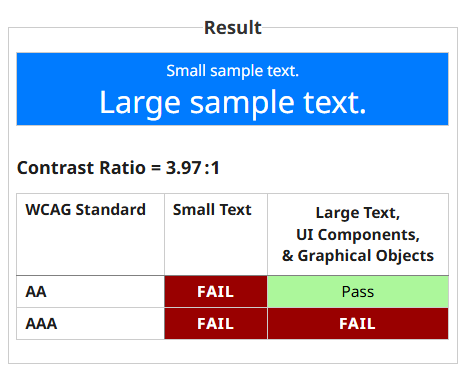 Result
Small sample text.
Large sample text.
Contrast Ratio = 3.97:1
WCAG Standard
Small Text
Large Text,
UI Components,
& Graphical Objects
AA
FAIL
Pass
AAA
FAIL
FAIL